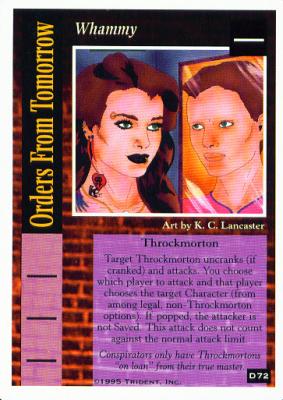 Whammy
Orders From Tomorrow
Art by K. C. Lancaster
Throckmorton
Target Throckmorton uncranks (if
cranked) and attacks. You choose
which player to attack and that player
chooses the target Character (from
among legal, non-Throckmorton
options). It popped, the attacker is
not Saved. This attack does not count
against the normal attack limit
Conspirators only have Throckmortons
"on loan" from their true master.
©1995 TRIDENT, INC.
D72